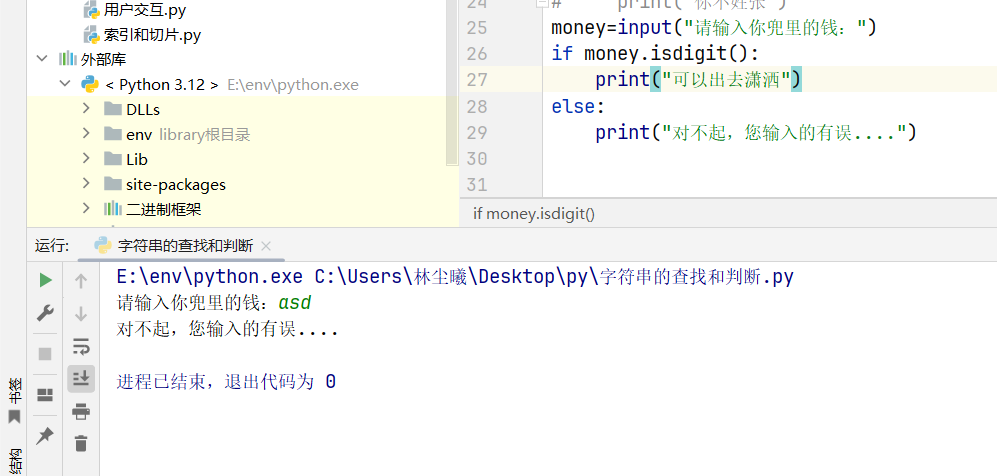 用户交互.py
索引和切片.py
外部库
< Python 3.12 > E:\env\python.exe
DLLs
env library根目录
Lib
site-packages
二进制框架
24 # print("你不姓张")
25 money=input("请输入你兜里的钱：")
26 if money.isdigit():
27 print("可以出去潇洒")
28 else:
29 print("对不起，您输入的有误....")
30
31
if money.isdigit()
运行: 字符串的查找和判断
E:\env\python.exe C:\Users\林尘曦\Desktop\py\字符串的查找和判断.py
请输入你兜里的钱：asd
对不起，您输入的有误....
进程已结束，退出代码为 0
书签
结构